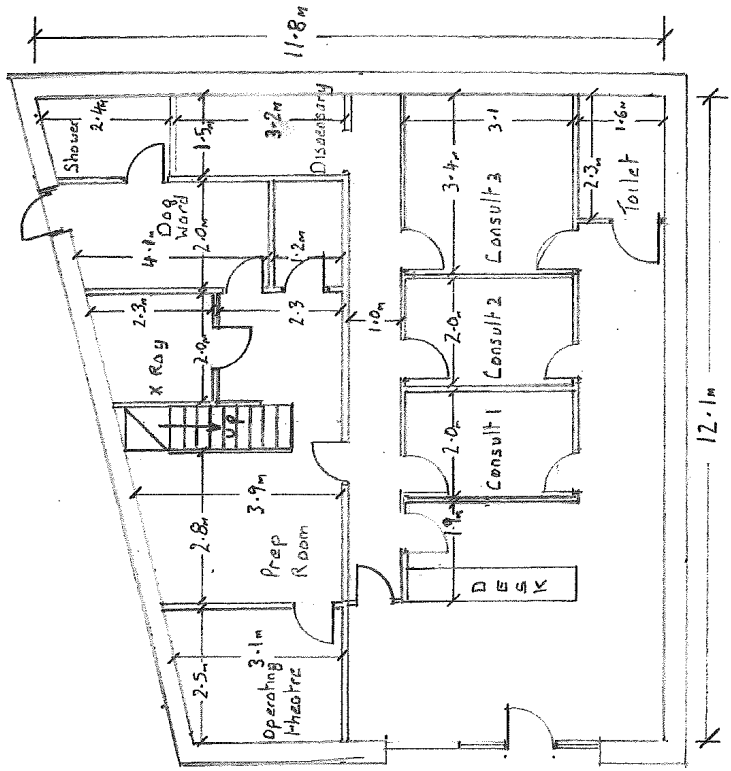 Shower
2.4m
1.5m
3.2m
Dispensary
11.8m
Dog
Ward
2.0m
1.2m
X Ray
2.3m
2.0m
2.3
UP
1.0m
Prep
Room
2.8m
3.9m
Operating
theatre
2.5m
3.1m
DESK
1.9m
Consult 1
2.0m
Consult 2
2.0m
Consult 3
3.4m
3.1
Toilet
2.3m
1.6m
12.1m